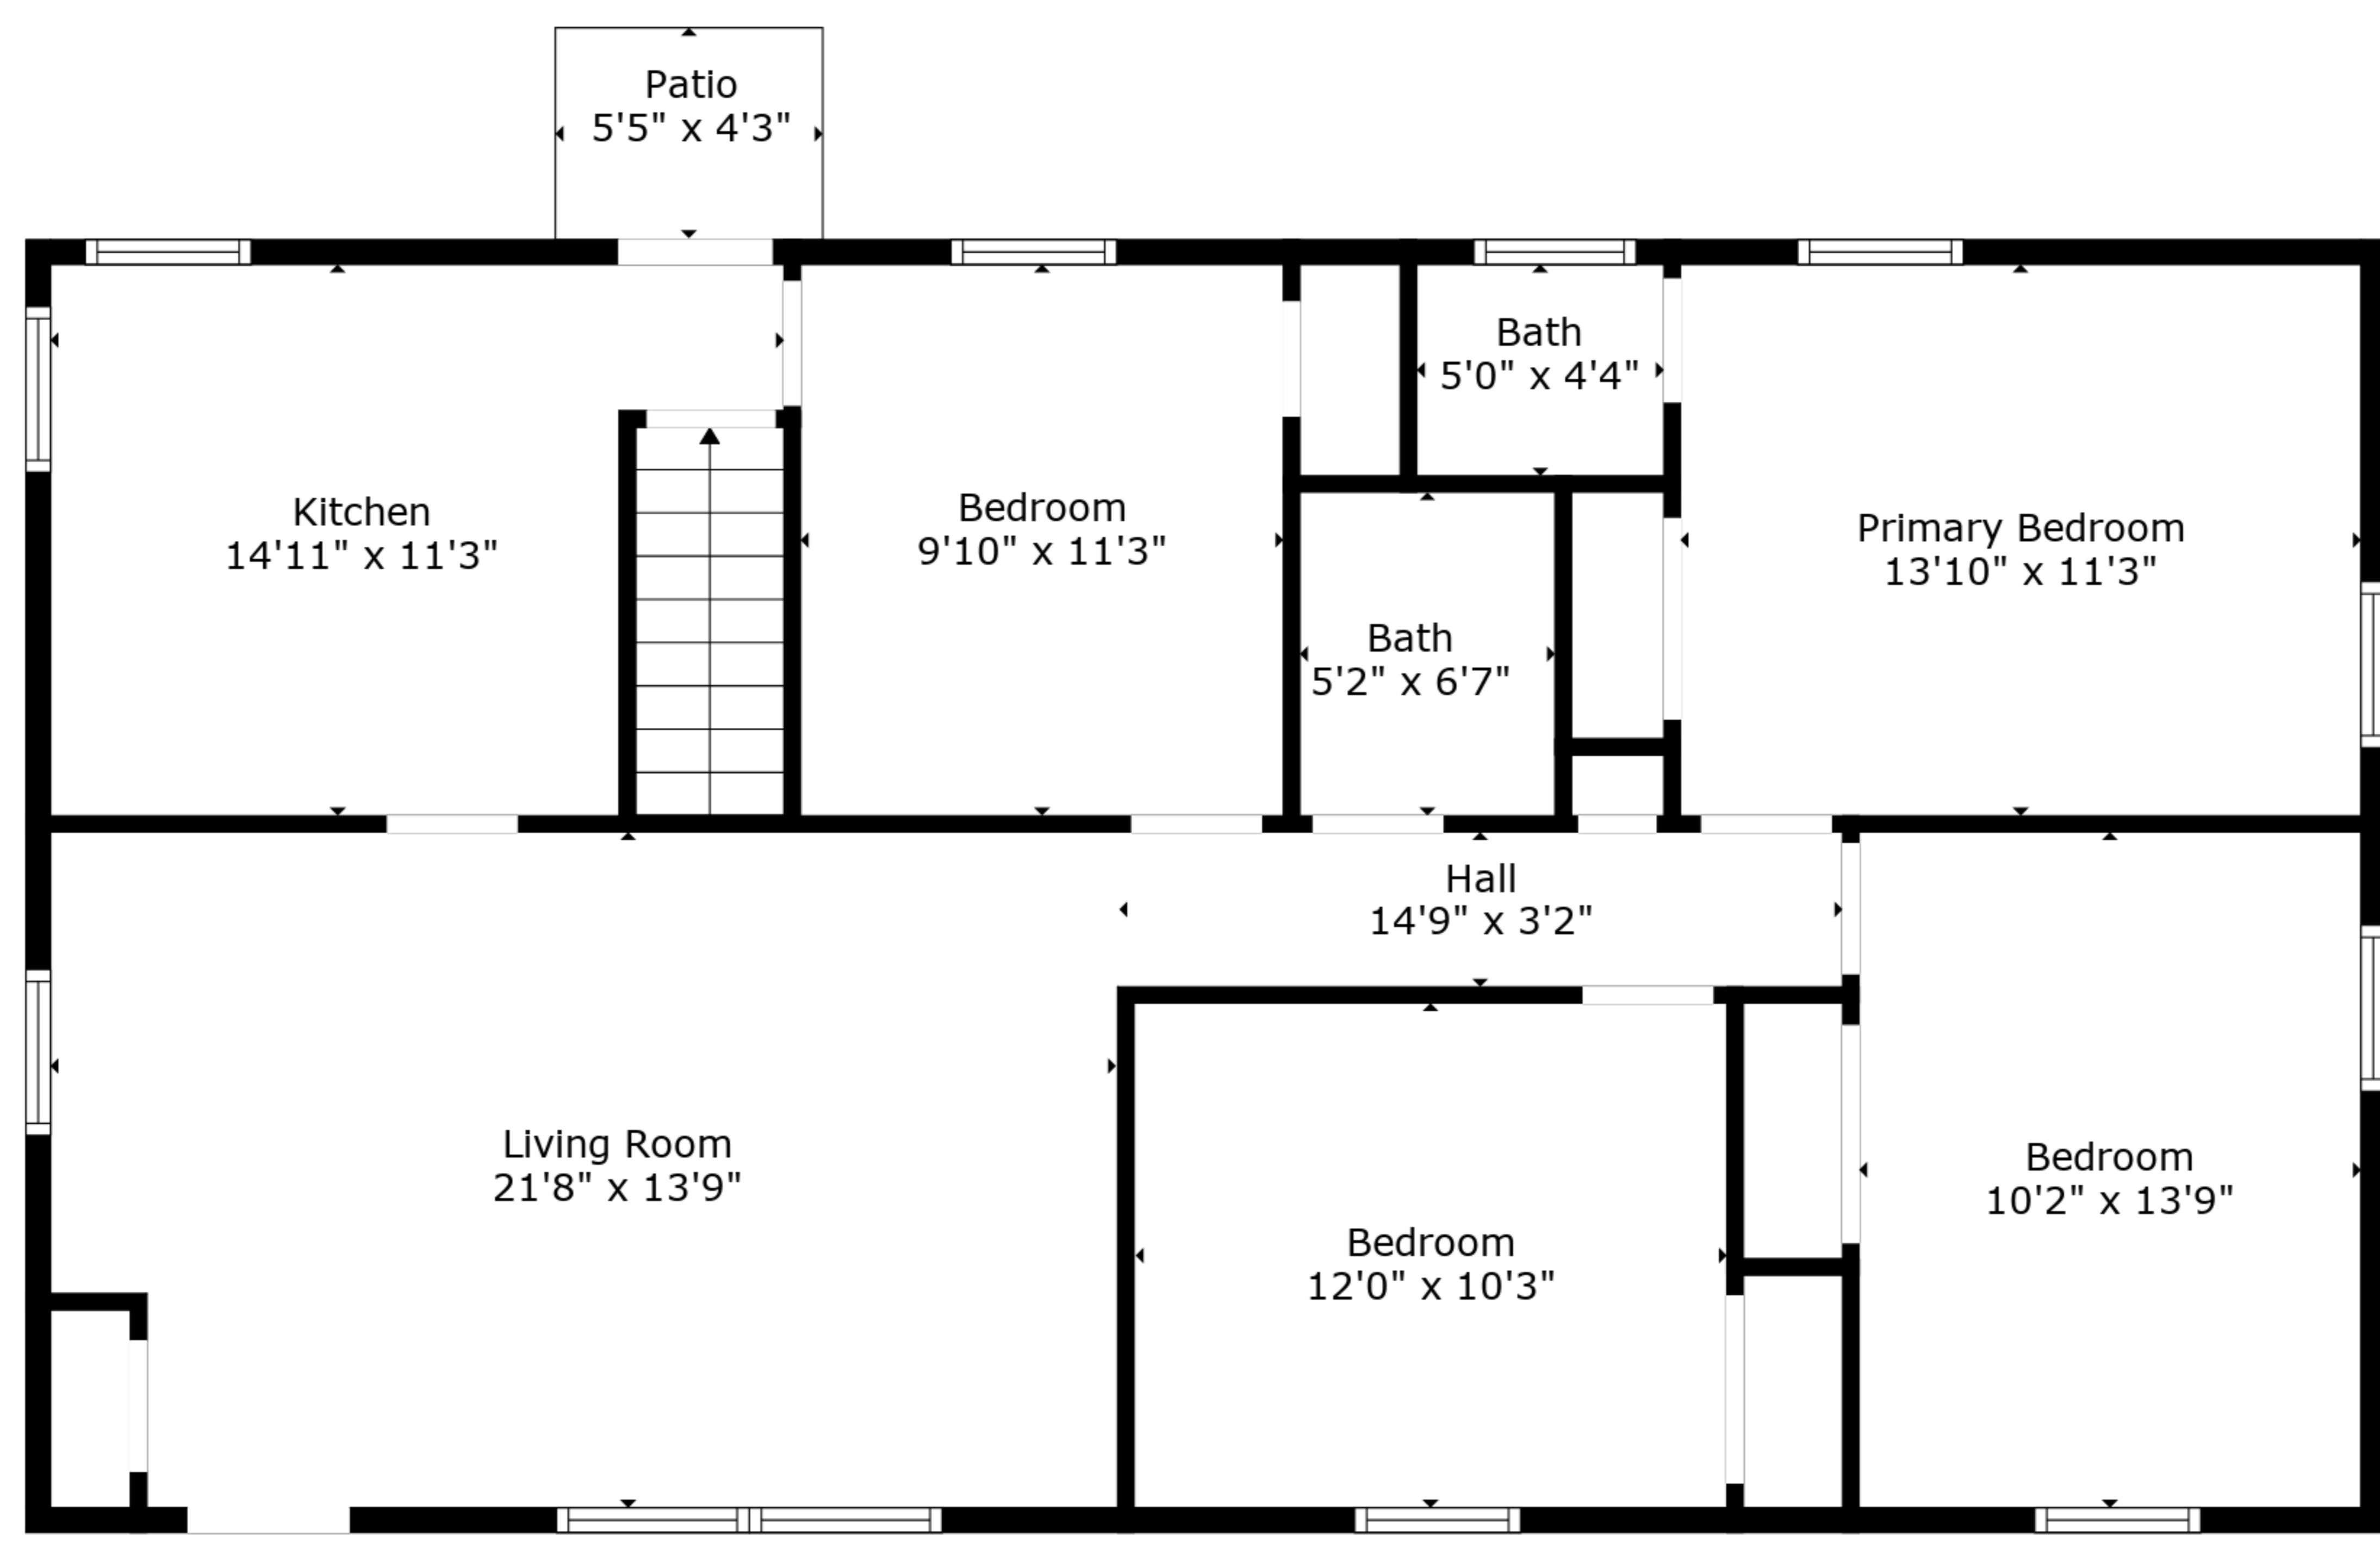 Patio
5'5" x 4'3"
Kitchen
14'11" x 11'3"
Bedroom
9'10" x 11'3"
Bath
5'0" x 4'4"
Primary Bedroom
13'10" x 11'3"
Bath
5'2" x 6'7"
Hall
14'9" x 3'2"
Living Room
21'8" x 13'9"
Bedroom
12'0" x 10'3"
Bedroom
10'2" x 13'9"